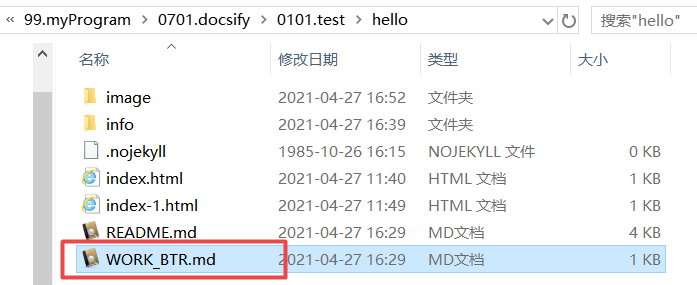 « 99.myProgram > 0701.docsify > 0101.test > hello 搜索"hello"
名称 修改日期 类型 大小
image 2021-04-27 16:52 文件夹
info 2021-04-27 16:39 文件夹
.nojekyll 1985-10-26 16:15 NOJEKYLL 文件 0 KB
index.html 2021-04-27 11:40 HTML 文档 1 KB
index-1.html 2021-04-27 11:49 HTML 文档 1 KB
README.md 2021-04-27 16:29 MD文档 4 KB
WORK_BTR.md 2021-04-27 16:29 MD文档 1 KB